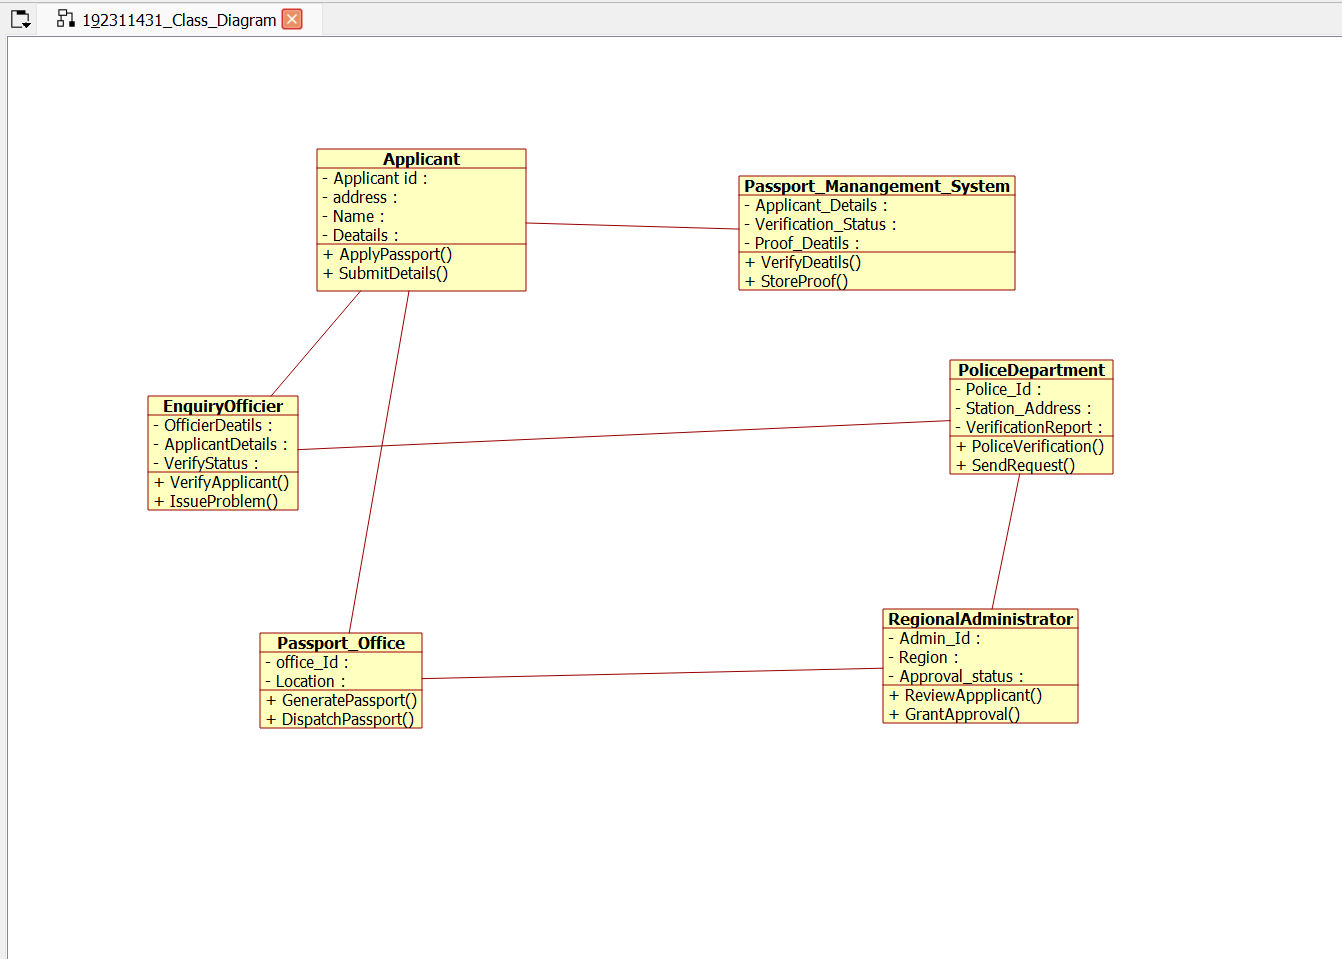 192311431_Class_Diagram
Applicant
- Applicant id :
- address :
- Name :
- Deatails :
+ ApplyPassport()
+ SubmitDetails()
Passport_Manangement_System
- Applicant_Details :
- Verification_Status :
- Proof_Deatils :
+ VerifyDeatils()
+ StoreProof()
PoliceDepartment
- Police_Id :
- Station_Address :
- VerificationReport :
+ PoliceVerification()
+ SendRequest()
EnquiryOfficier
- OfficierDeatils :
- ApplicantDetails :
- VerifyStatus :
+ VerifyApplicant()
+ IssueProblem()
Passport_Office
- office_Id :
- Location :
+ GeneratePassport()
+ DispatchPassport()
RegionalAdministrator
- Admin_Id :
- Region :
- Approval_status :
+ ReviewAppplicant()
+ GrantApproval()